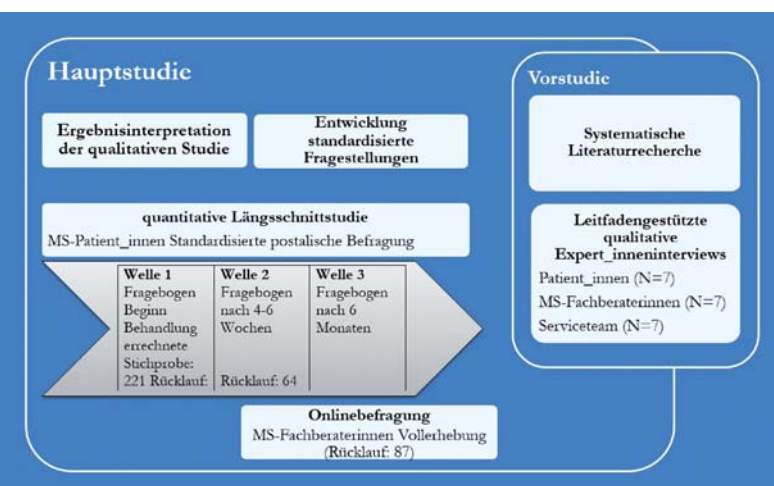 Hauptstudie
Ergebnisinterpretation
der qualitativen Studie
Entwicklung
standardisierte
Fragestellungen
quantitative Längsschnittstudie
MS-Patient_innen Standardisierte postalische Befragung
Welle 1
Fragebogen
Beginn
Behandlung
errechnete
Stichprobe:
221 Rücklauf:
Welle 2
Fragebogen
nach 4-6
Wochen
Rücklauf: 64
Welle 3
Fragebogen
nach 6
Monaten
Onlinebefragung
MS-Fachberaterinnen Vollerhebung
(Rücklauf: 87)
Vorstudie
Systematische
Literaturrecherche
Leitfadengestützte
qualitative
Expert_inneninterviews
Patient_innen (N=7)
MS-Fachberaterinnen (N=7)
Serviceteam (N=7)